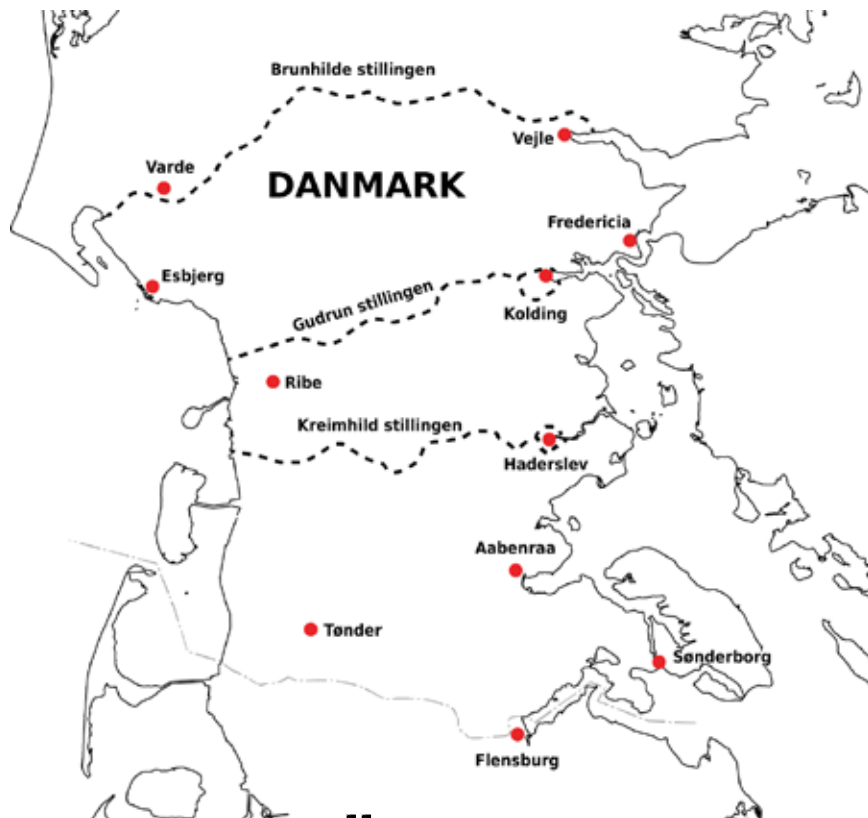 Brunhilde stillingen
Vejle
Varde
DANMARK
Fredericia
Esbjerg
Gudrun stillingen
Kolding
Ribe
Kreimhild stillingen
Haderslev
Aabenraa
Tønder
Sønderborg
Flensburg